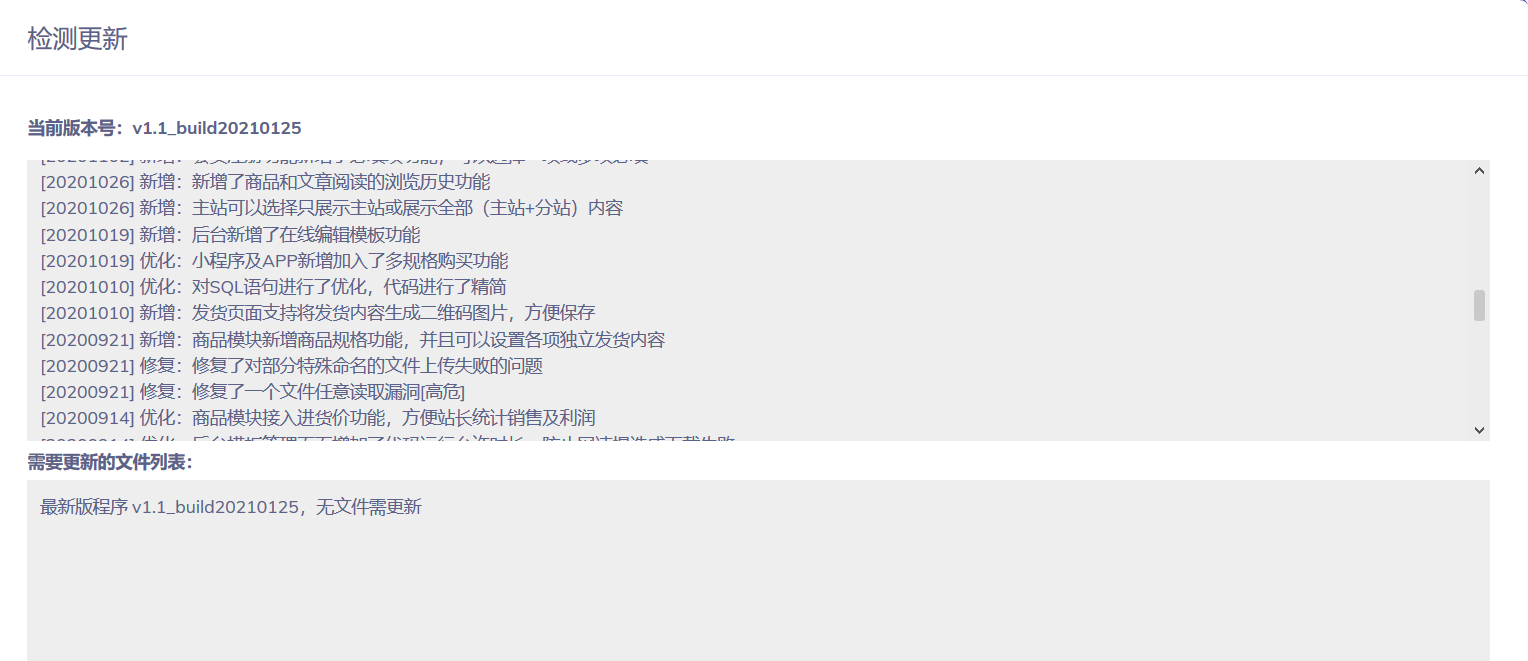 检测更新
当前版本号：v1.1_build20210125
[20201026] 新增：新增了商品和文章阅读的浏览历史功能
[20201026] 新增：主站可以选择只展示主站或展示全部（主站+分站）内容
[20201019] 新增：后台新增了在线编辑模板功能
[20201019] 优化：小程序及APP新增加入了多规格购买功能
[20201010] 优化：对SQL语句进行了优化，代码进行了精简
[20201010] 新增：发货页面支持将发货内容生成二维码图片，方便保存
[20200921] 新增：商品模块新增商品规格功能，并且可以设置各项独立发货内容
[20200921] 修复：修复了对部分特殊命名的文件上传失败的问题
[20200921] 修复：修复了一个文件任意读取漏洞[高危]
[20200914] 优化：商品模块接入进货价功能，方便站长统计销售及利润
需要更新的文件列表：
最新版程序 v1.1_build20210125，无文件需更新